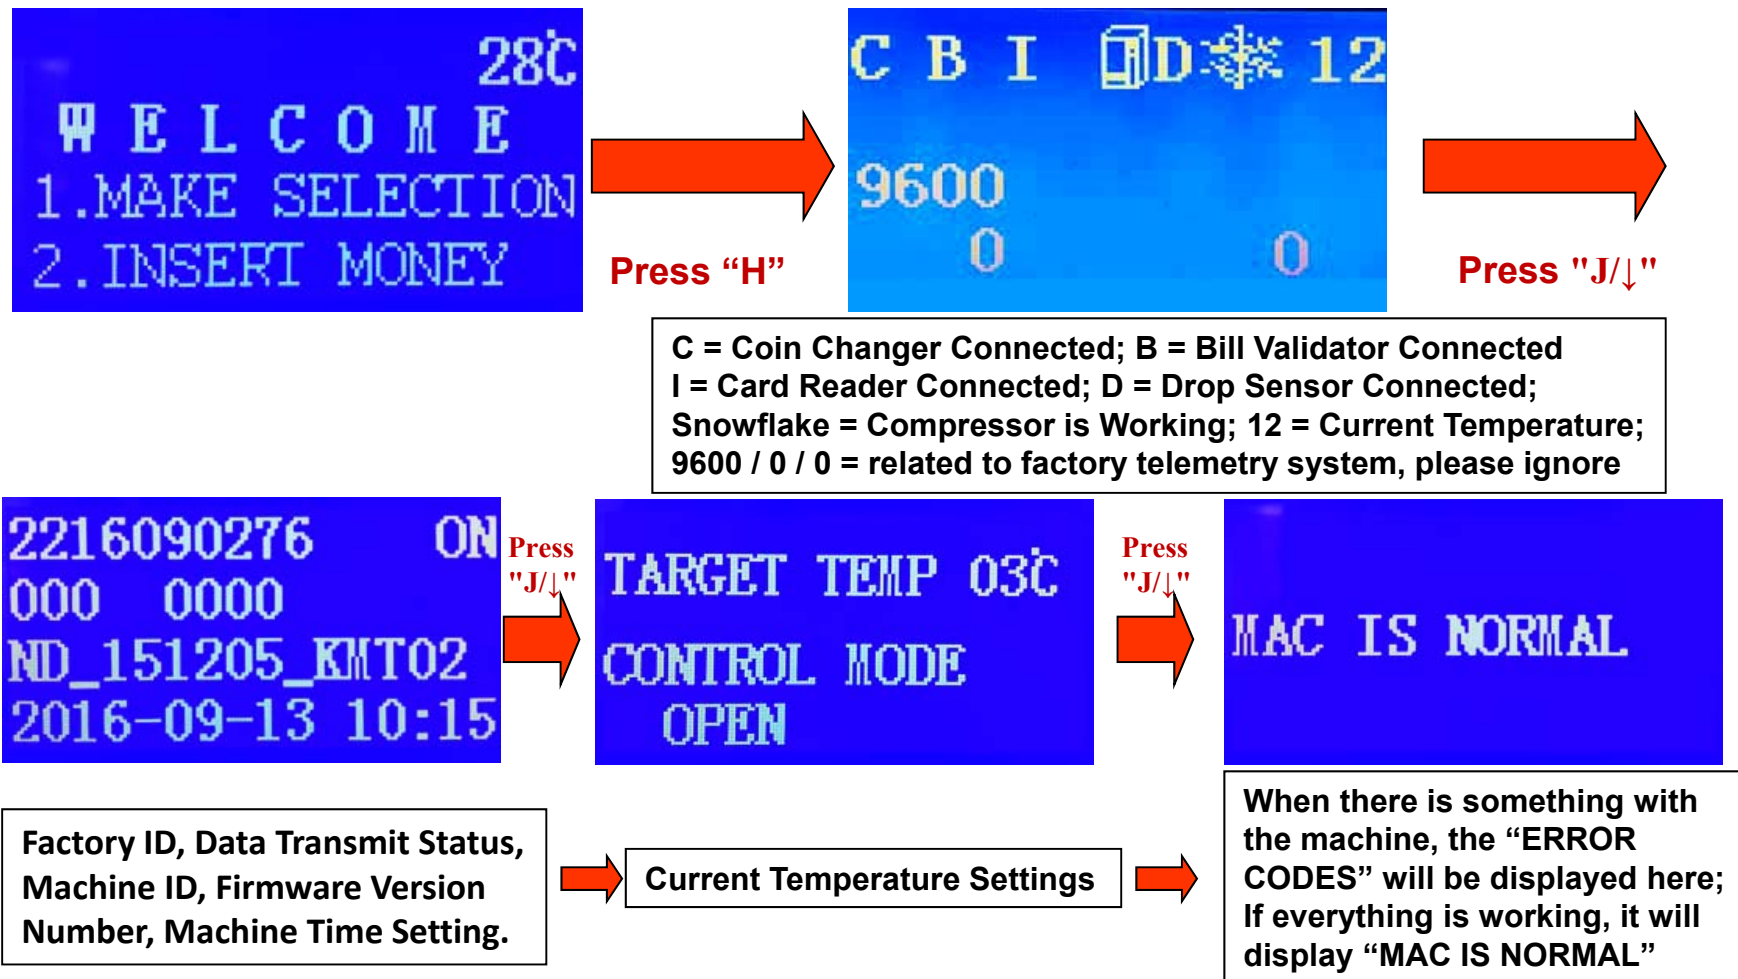 28℃
WELCOME
1.MAKE SELECTION
2.INSERT MONEY
Press “H”
C B I D 12
9600
0 0
Press "J/↓"
C = Coin Changer Connected; B = Bill Validator Connected
I = Card Reader Connected; D = Drop Sensor Connected;
Snowflake = Compressor is Working; 12 = Current Temperature;
9600 / 0 / 0 = related to factory telemetry system, please ignore
2216090276 ON
000 0000
ND_151205_KMT02
2016-09-13 10:15
Press
"J/↓"
TARGET TEMP 03℃
CONTROL MODE
OPEN
Press
"J/↓"
MAC IS NORMAL
Factory ID, Data Transmit Status,
Machine ID, Firmware Version
Number, Machine Time Setting.
Current Temperature Settings
When there is something with
the machine, the “ERROR
CODES” will be displayed here;
If everything is working, it will
display “MAC IS NORMAL”